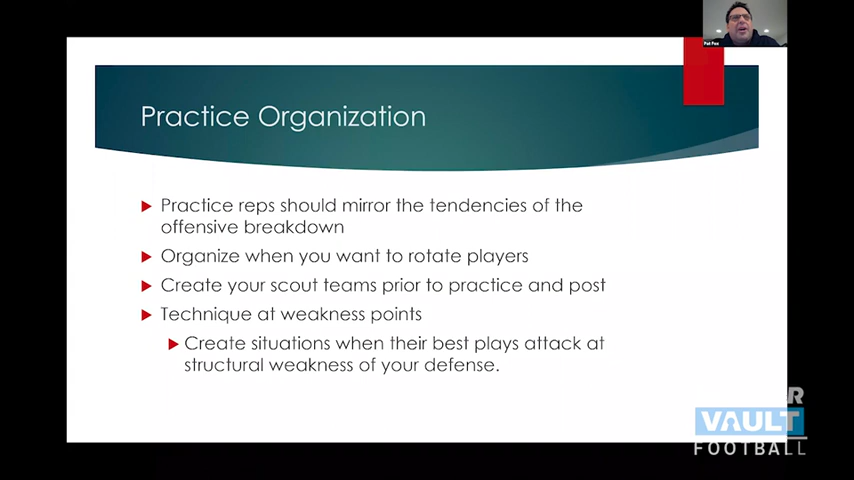 Pat Fox
Practice Organization
Practice reps should mirror the tendencies of the
offensive breakdown
Organize when you want to rotate players
Create your scout teams prior to practice and post
Technique at weakness points
Create situations when their best plays attack at
structural weakness of your defense.
R
VAULT
FOOTBALL